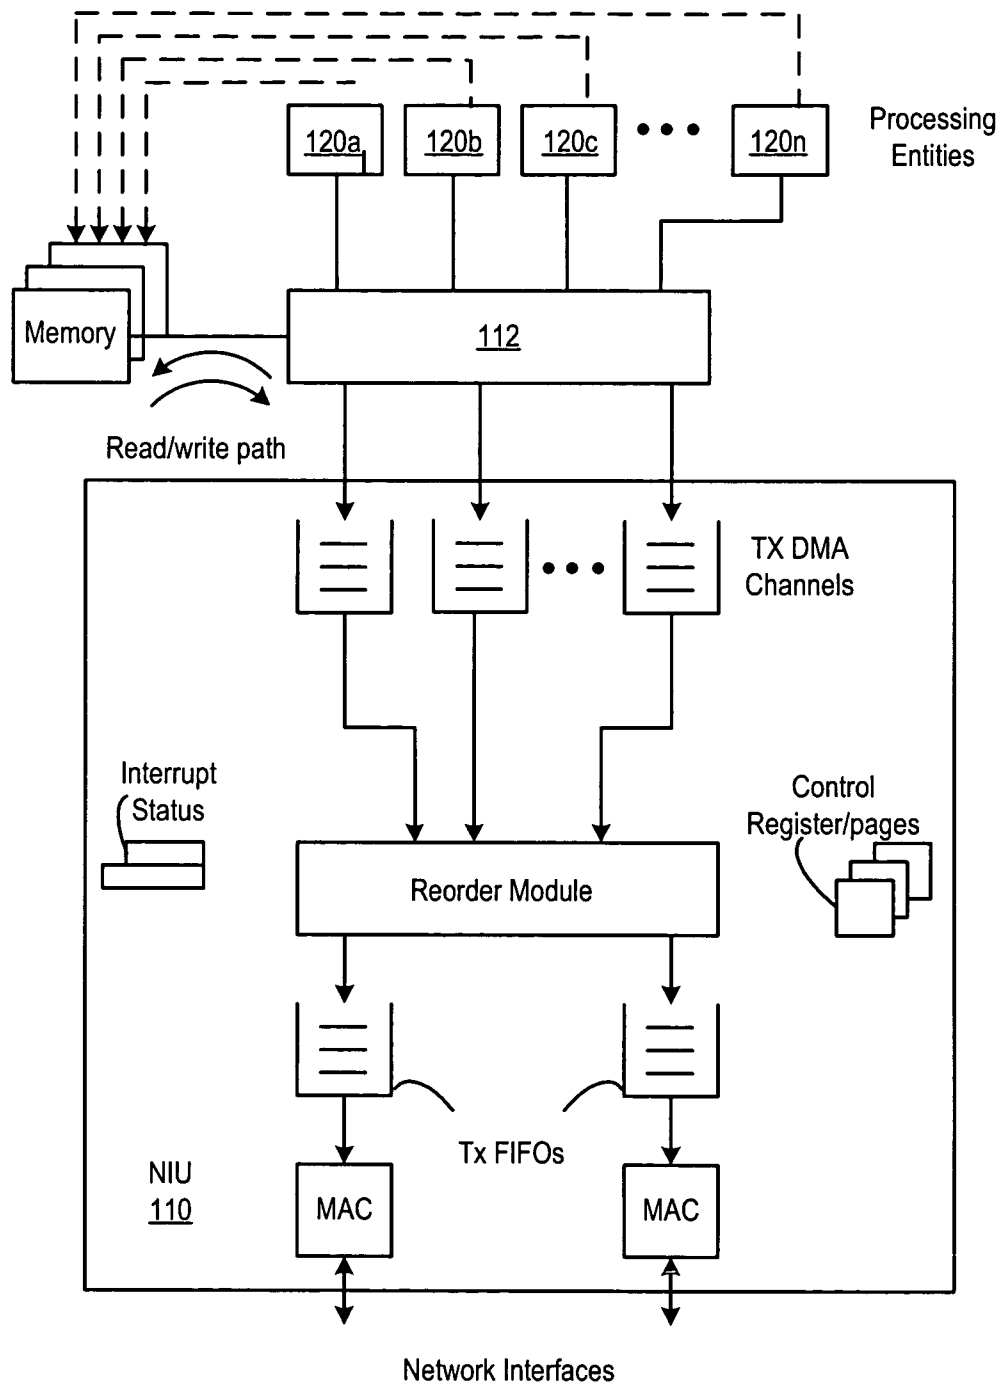 120a
120b
120c
120n
Processing
Entities
Memory
112
Read/write path
TX DMA
Channels
Interrupt
Status
Control
Register/pages
Reorder Module
Tx FIFOs
NIU
110
MAC
MAC
Network Interfaces